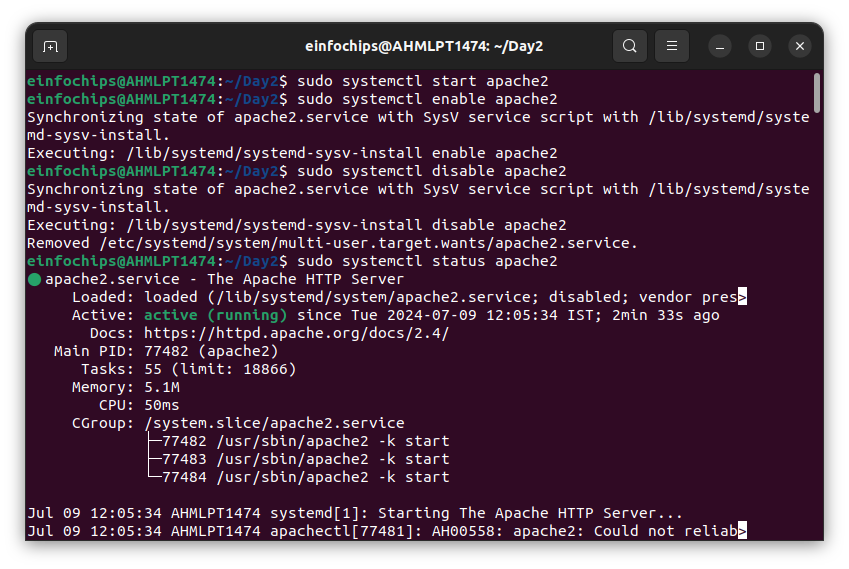 einfochips@AHMLPT1474: ~/Day2
einfochips@AHMLPT1474:~/Day2$ sudo systemctl start apache2
einfochips@AHMLPT1474:~/Day2$ sudo systemctl enable apache2
Synchronizing state of apache2.service with SysV service script with /lib/systemd/syste
md-sysv-install.
Executing: /lib/systemd/systemd-sysv-install enable apache2
einfochips@AHMLPT1474:~/Day2$ sudo systemctl disable apache2
Synchronizing state of apache2.service with SysV service script with /lib/systemd/syste
md-sysv-install.
Executing: /lib/systemd/systemd-sysv-install disable apache2
Removed /etc/systemd/system/multi-user.target.wants/apache2.service.
einfochips@AHMLPT1474:~/Day2$ sudo systemctl status apache2
● apache2.service - The Apache HTTP Server
     Loaded: loaded (/lib/systemd/system/apache2.service; disabled; vendor pres>
     Active: active (running) since Tue 2024-07-09 12:05:34 IST; 2min 33s ago
       Docs: https://httpd.apache.org/docs/2.4/
   Main PID: 77482 (apache2)
      Tasks: 55 (limit: 18866)
     Memory: 5.1M
        CPU: 50ms
     CGroup: /system.slice/apache2.service
             ├─77482 /usr/sbin/apache2 -k start
             ├─77483 /usr/sbin/apache2 -k start
             └─77484 /usr/sbin/apache2 -k start
Jul 09 12:05:34 AHMLPT1474 systemd[1]: Starting The Apache HTTP Server...
Jul 09 12:05:34 AHMLPT1474 apachectl[77481]: AH00558: apache2: Could not reliab>